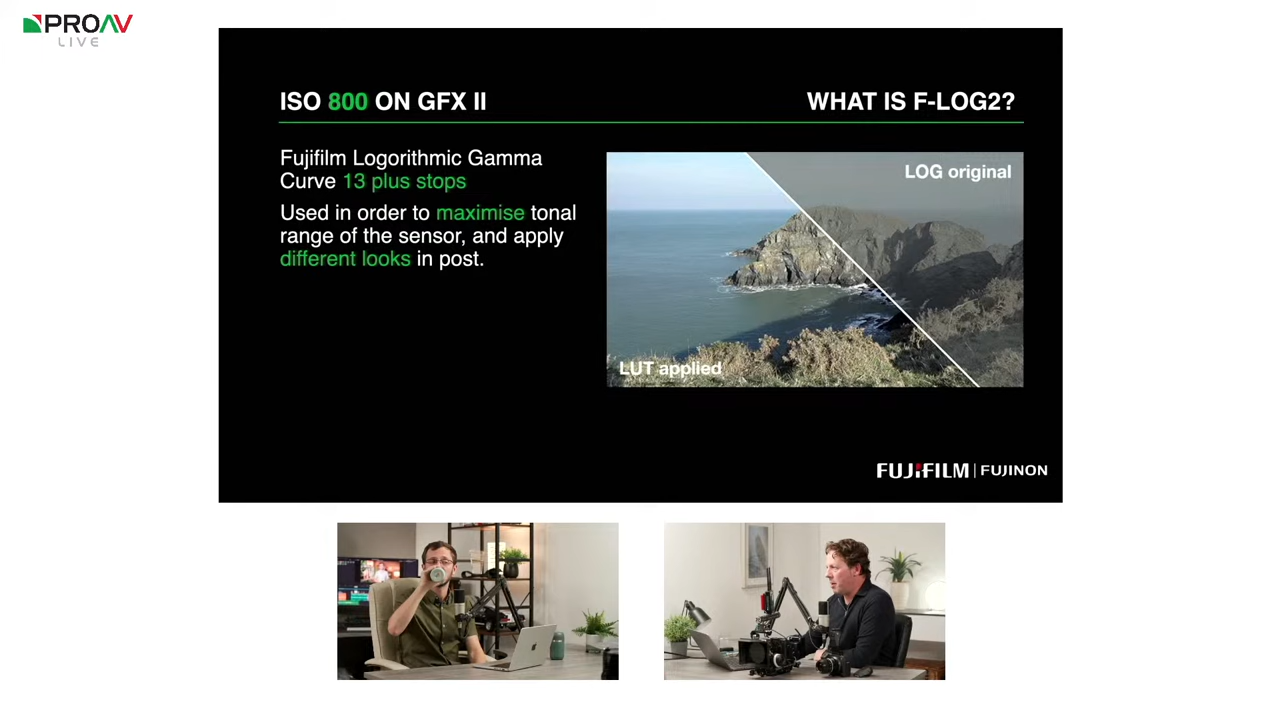 PROAV
LIVE
ISO 800 ON GFX II
WHAT IS F-LOG2?
Fujifilm Logorithmic Gamma
Curve 13 plus stops
Used in order to maximise tonal
range of the sensor, and apply
different looks in post.
LOG original
LUT applied
FUJIFILM | FUJINON